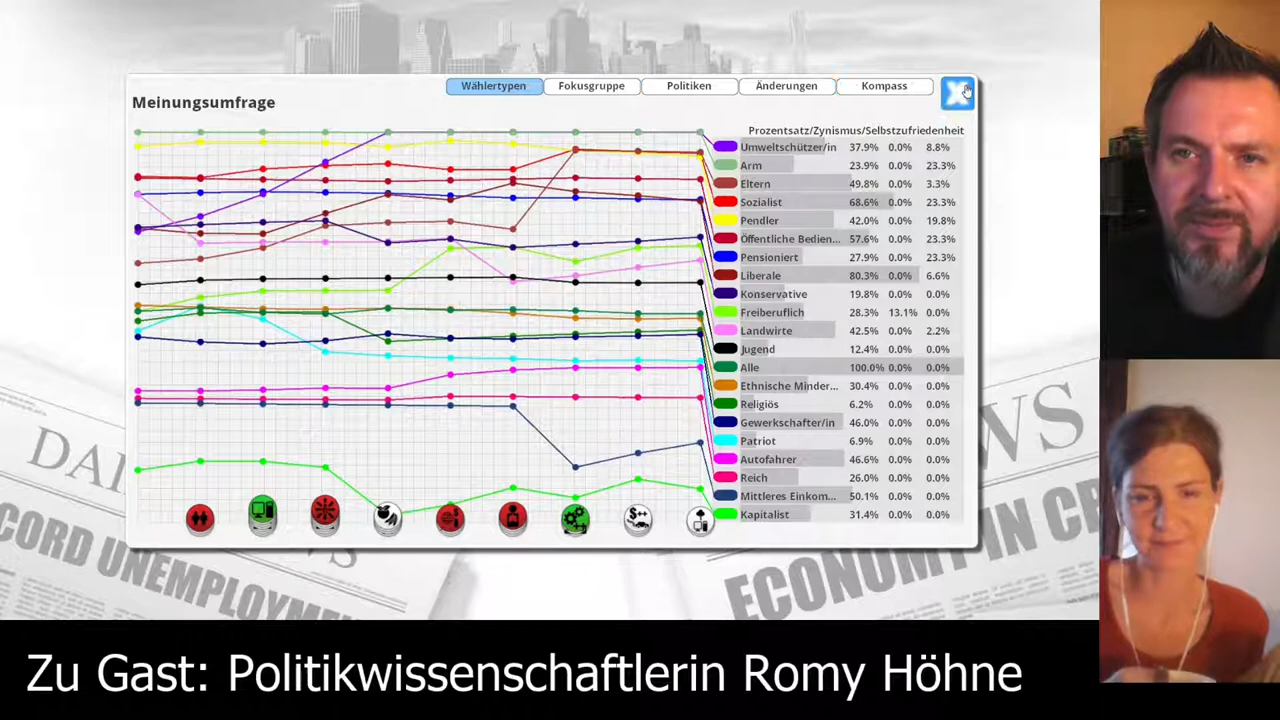 Wählertypen
Fokusgruppe
Politiken
Änderungen
Kompass
Meinungsumfrage
Prozentsatz/Zynismus/Selbstzufriedenheit
Umweltschützer/in 37.9% 0.0% 8.8%
Arm 23.9% 0.0% 23.3%
Eltern 49.8% 0.0% 3.3%
Sozialist 68.6% 0.0% 23.3%
Pendler 42.0% 0.0% 19.8%
Öffentliche Bedien... 57.6% 0.0% 23.3%
Pensioniert 27.9% 0.0% 23.3%
Liberale 80.3% 0.0% 6.6%
Konservative 19.8% 0.0% 0.0%
Freiberuflich 28.3% 13.1% 0.0%
Landwirte 42.5% 0.0% 2.2%
Jugend 12.4% 0.0% 0.0%
Alle 100.0% 0.0% 0.0%
Ethnische Minder... 30.4% 0.0% 0.0%
Religiös 6.2% 0.0% 0.0%
Gewerkschafter/in 46.0% 0.0% 0.0%
Patriot 6.9% 0.0% 0.0%
Autofahrer 46.6% 0.0% 0.0%
Reich 26.0% 0.0% 0.0%
Mittleres Einkom... 50.1% 0.0% 0.0%
Kapitalist 31.4% 0.0% 0.0%
DAI
WS
CORD UNEMPLOYM
ECONOMY IN CR
Zu Gast: Politikwissenschaftlerin Romy Höhne